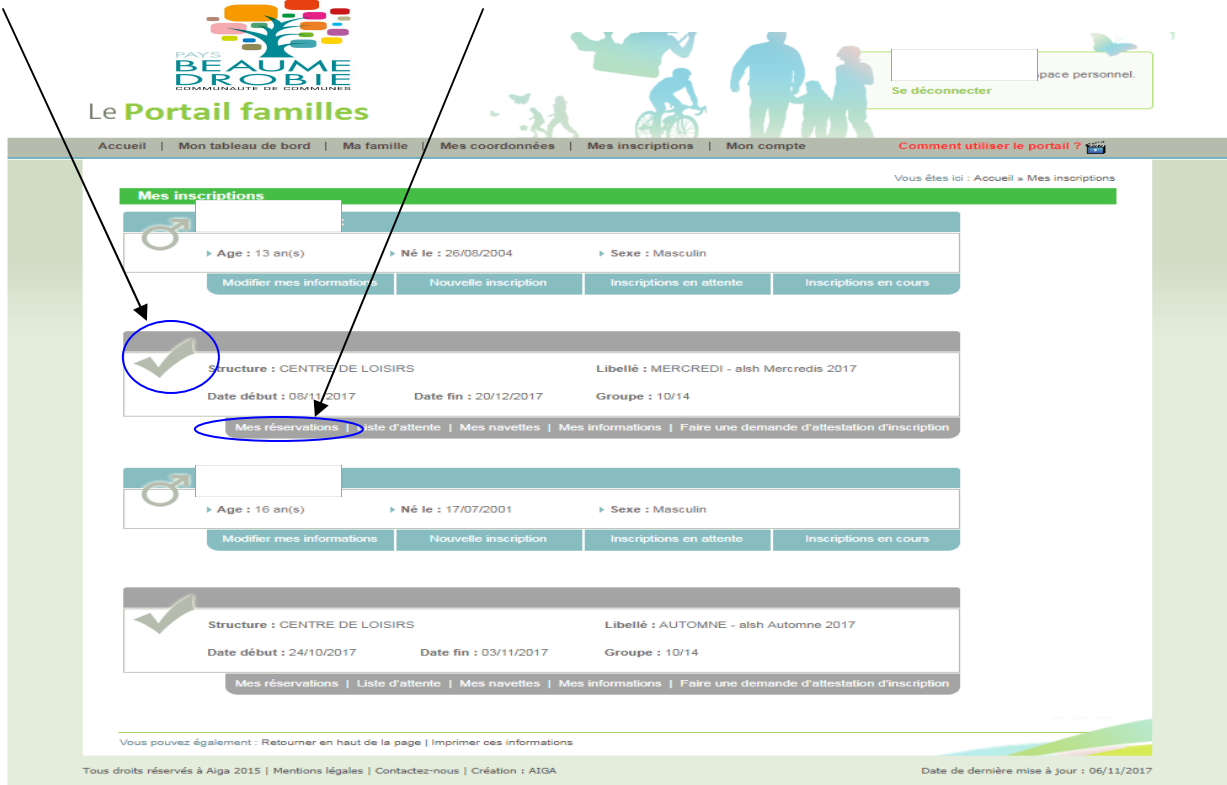 PAYS
BEAUME
DROBIE
COMMUNAUTÉ DE COMMUNES
Le Portail familles
space personnel.
Se déconnecter
Accueil | Mon tableau de bord | Ma famille | Mes coordonnées | Mes inscriptions | Mon compte
Comment utiliser le portail ?
Vous êtes ici : Accueil » Mes inscriptions
Mes inscriptions
Age : 13 an(s) Né le : 26/08/2004 Sexe : Masculin
Modifier mes informations Nouvelle inscription Inscriptions en attente Inscriptions en cours
Structure : CENTRE DE LOISIRS Libellé : MERCREDI - alsh Mercredis 2017
Date début : 08/11/2017 Date fin : 20/12/2017 Groupe : 10/14
Mes réservations | Liste d'attente | Mes navettes | Mes informations | Faire une demande d'attestation d'inscription
Age : 16 an(s) Né le : 17/07/2001 Sexe : Masculin
Modifier mes informations Nouvelle inscription Inscriptions en attente Inscriptions en cours
Structure : CENTRE DE LOISIRS Libellé : AUTOMNE - alsh Automne 2017
Date début : 24/10/2017 Date fin : 03/11/2017 Groupe : 10/14
Mes réservations | Liste d'attente | Mes navettes | Mes informations | Faire une demande d'attestation d'inscription
Vous pouvez également : Retourner en haut de la page | Imprimer ces informations
Tous droits réservés à Aiga 2015 | Mentions légales | Contactez-nous | Création : AIGA
Date de dernière mise à jour : 06/11/2017